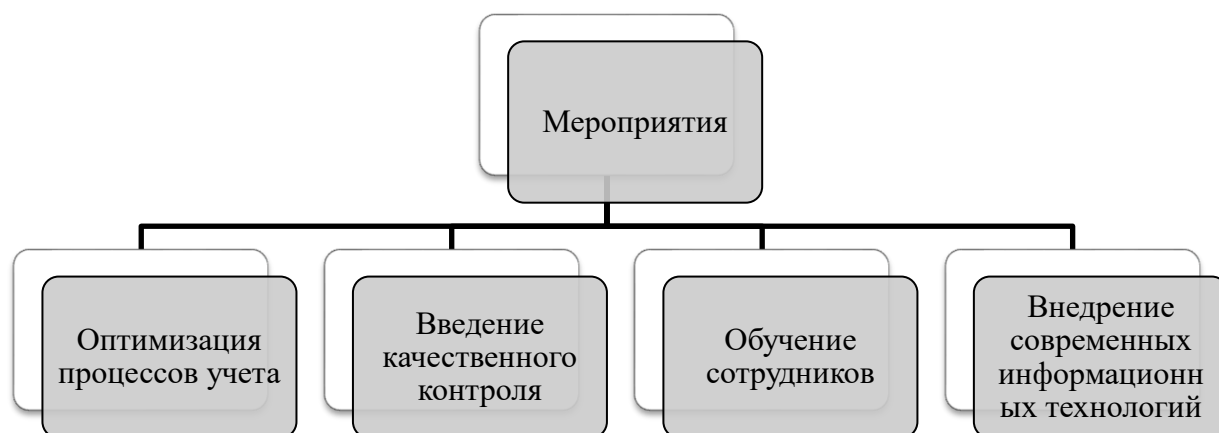 Мероприятия
Оптимизация
процессов учета
Введение
качественного
контроля
Обучение
сотрудников
Внедрение
современных
информационн
ых технологий